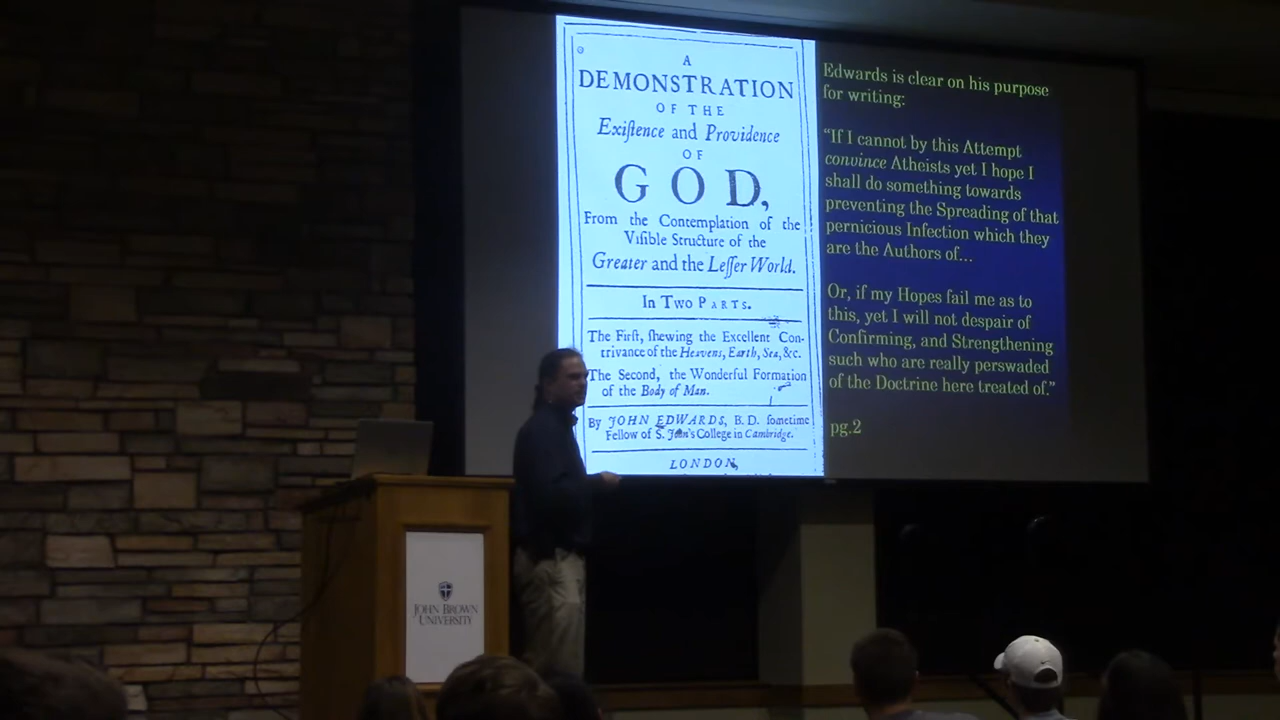 A
DEMONSTRATION
OF THE
Exiſtence and Providence
OF
GOD,
From the Contemplation of the
Viſible Structure of the
Greater and the Leſſer World.
In Two PARTS.
The Firſt, ſhewing the Excellent Con-
trivance of the Heavens, Earth, Sea, &c.
The Second, the Wonderful Formation
of the Body of Man.
By JOHN EDWARDS, B. D. ſometime
Fellow of S. John's College in Cambridge.
LONDON,
Edwards is clear on his purpose
for writing:
“If I cannot by this Attempt
convince Atheists yet I hope I
shall do something towards
preventing the Spreading of that
pernicious Infection which they
are the Authors of...
Or, if my Hopes fail me as to
this, yet I will not despair of
Confirming, and Strengthening
such who are really perswaded
of the Doctrine here treated of.”
pg.2
JOHN BROWN
UNIVERSITY